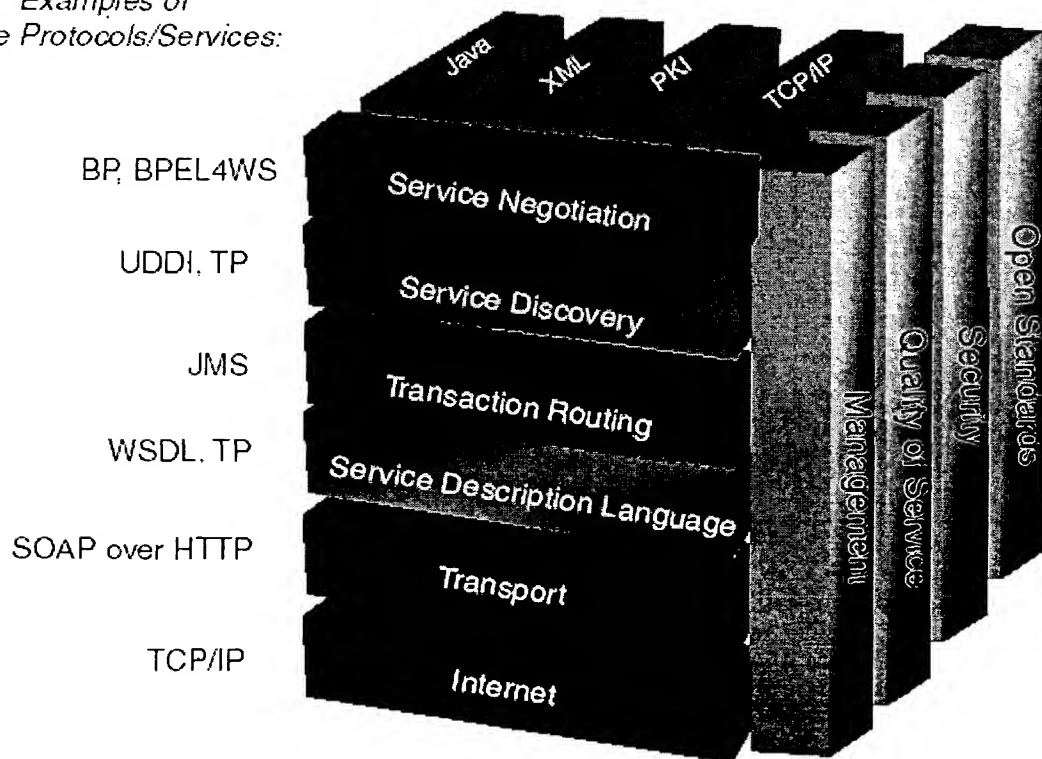 Examples of
e Protocols/Services:
Java
XML
PKI
TCP/IP
BP, BPEL4WS
Service Negotiation
UDDI, TP
Service Discovery
JMS
Transaction Routing
WSDL, TP
Service Description Language
SOAP over HTTP
Transport
TCP/IP
Internet
Management
Quality of Service
Security
Open Standards